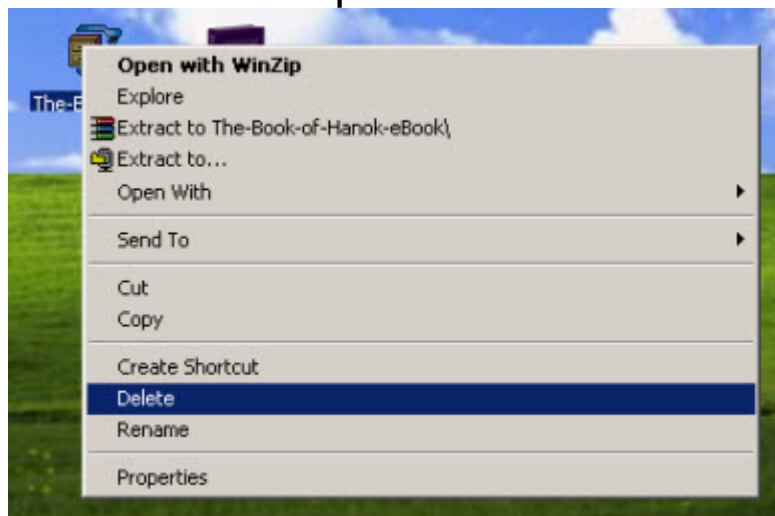 Open with WinZip
The-
Explore
Extract to The-Book-of-Hanok-eBook\
Extract to...
Open With
Send To
Cut
Copy
Create Shortcut
Delete
Rename
Properties